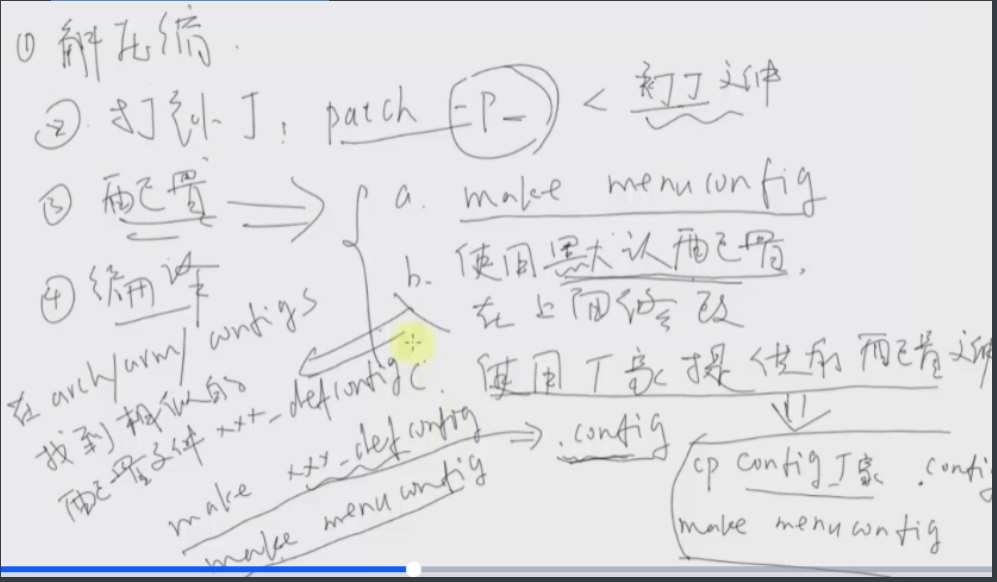 ① 解压缩.
② 打补丁: patch -P_ < 补丁文件
③ 配置 ⇒
④ 编译
a. make menuconfig
b. 使用默认配置,
在上面修改
c. 使用厂家提供的配置文件
在 arch/arm/configs
找到相似的
配置文件 xxx_defconfig
make xxx_defconfig ⇒ .config
make menuconfig
cp config_厂家 .config
make menuconfig